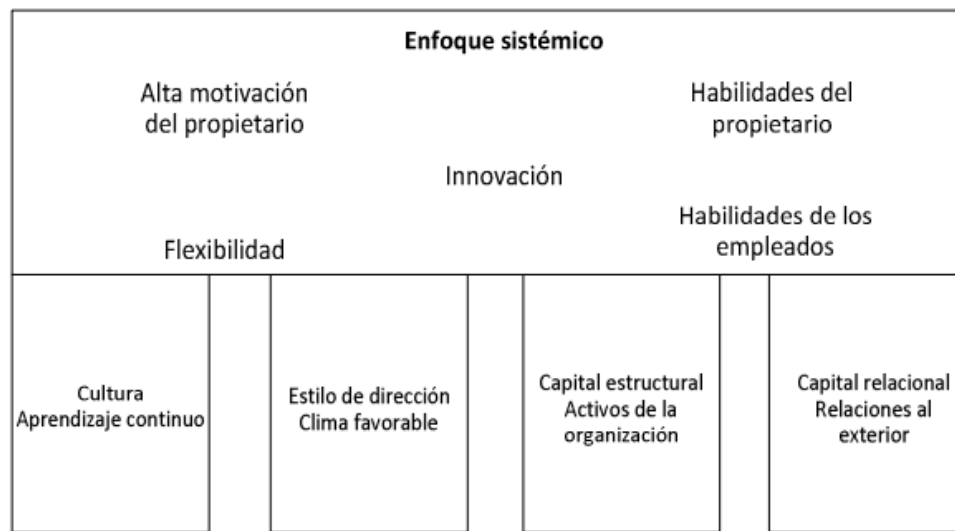 Enfoque sistémico
Alta motivación
del propietario
Habilidades del
propietario
Innovación
Flexibilidad
Habilidades de los
empleados
Cultura
Aprendizaje continuo
Estilo de dirección
Clima favorable
Capital estructural
Activos de la
organización
Capital relacional
Relaciones al
exterior